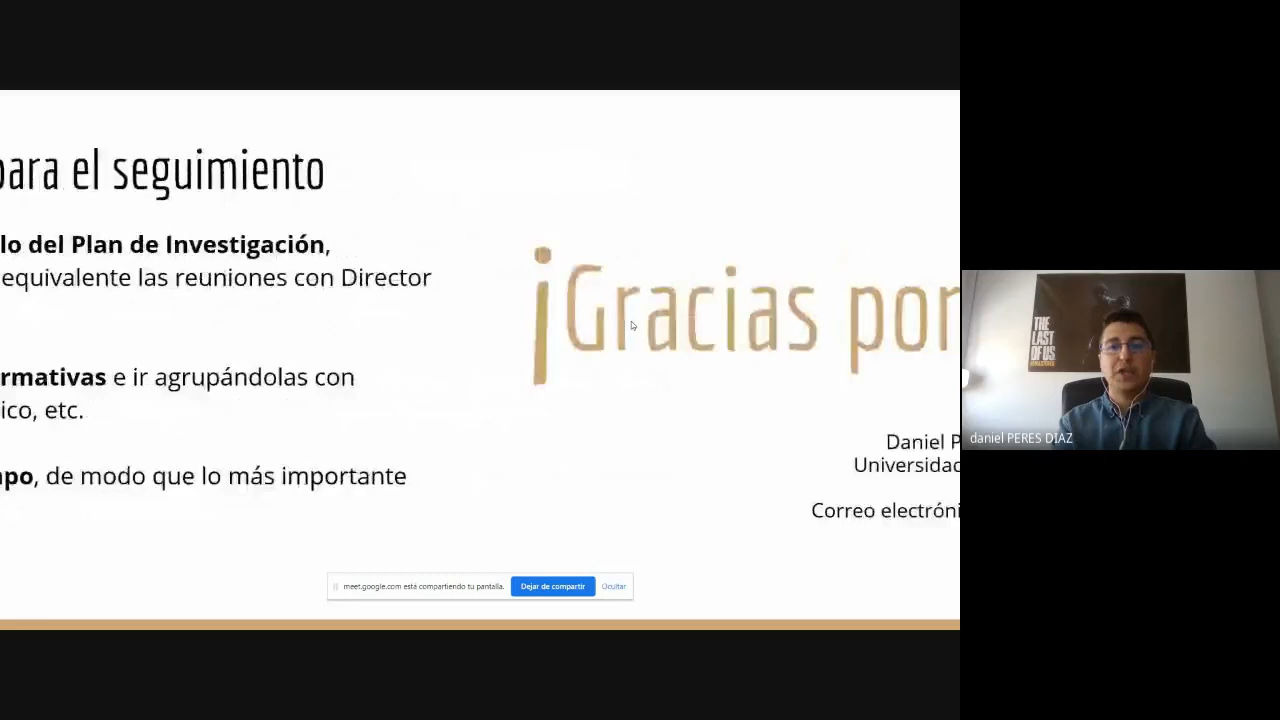 para el seguimiento
lo del Plan de Investigación,
equivalente las reuniones con Director
rmativas e ir agrupándolas con
ico, etc.
mpo, de modo que lo más importante
¡Gracias por
Daniel P
Universidad
Correo electróni
meet.google.com está compartiendo tu pantalla.
Dejar de compartir
Ocultar
THE
LAST
OF US
daniel PERES DIAZ